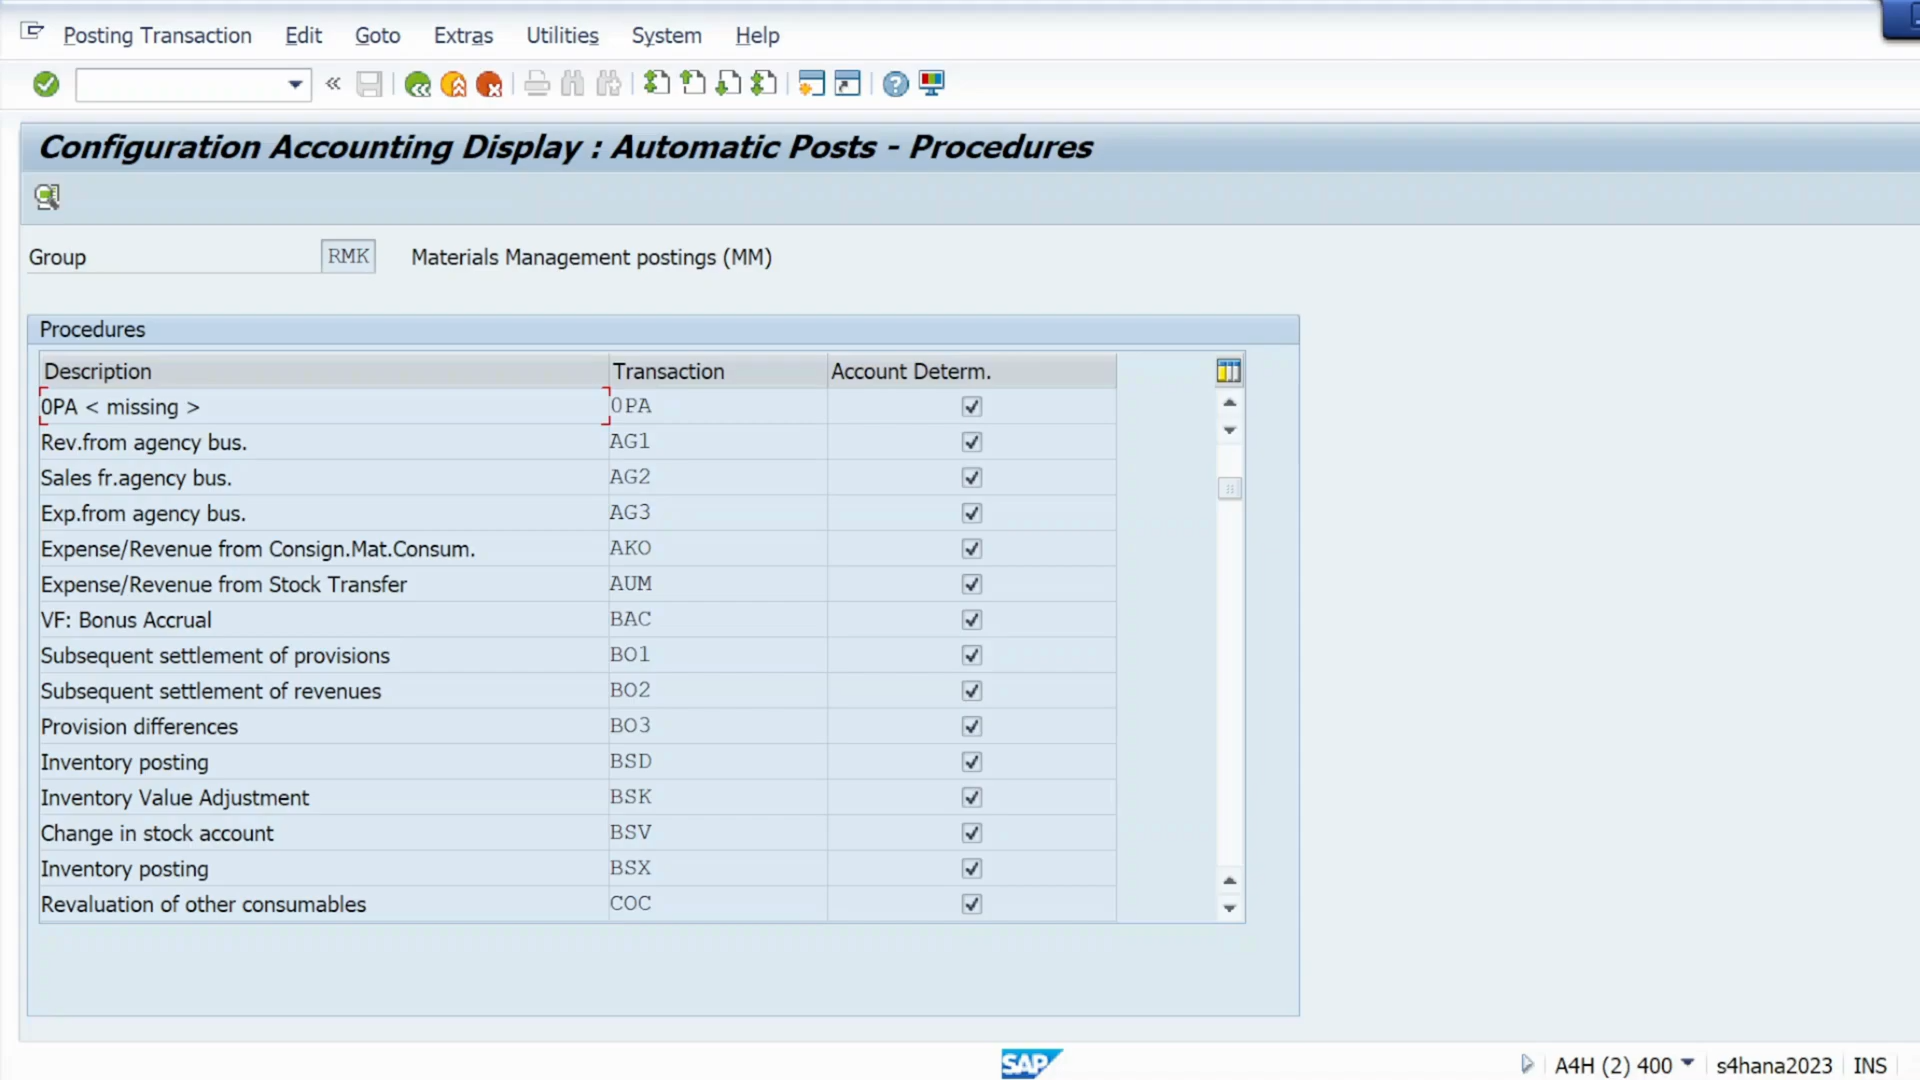 Posting Transaction Edit Goto Extras Utilities System Help
Configuration Accounting Display : Automatic Posts - Procedures
Group RMK Materials Management postings (MM)
Procedures
Description Transaction Account Determ.
0PA < missing > 0PA
Rev.from agency bus. AG1
Sales fr.agency bus. AG2
Exp.from agency bus. AG3
Expense/Revenue from Consign.Mat.Consum. AKO
Expense/Revenue from Stock Transfer AUM
VF: Bonus Accrual BAC
Subsequent settlement of provisions BO1
Subsequent settlement of revenues BO2
Provision differences BO3
Inventory posting BSD
Inventory Value Adjustment BSK
Change in stock account BSV
Inventory posting BSX
Revaluation of other consumables COC
SAP A4H (2) 400 s4hana2023 INS